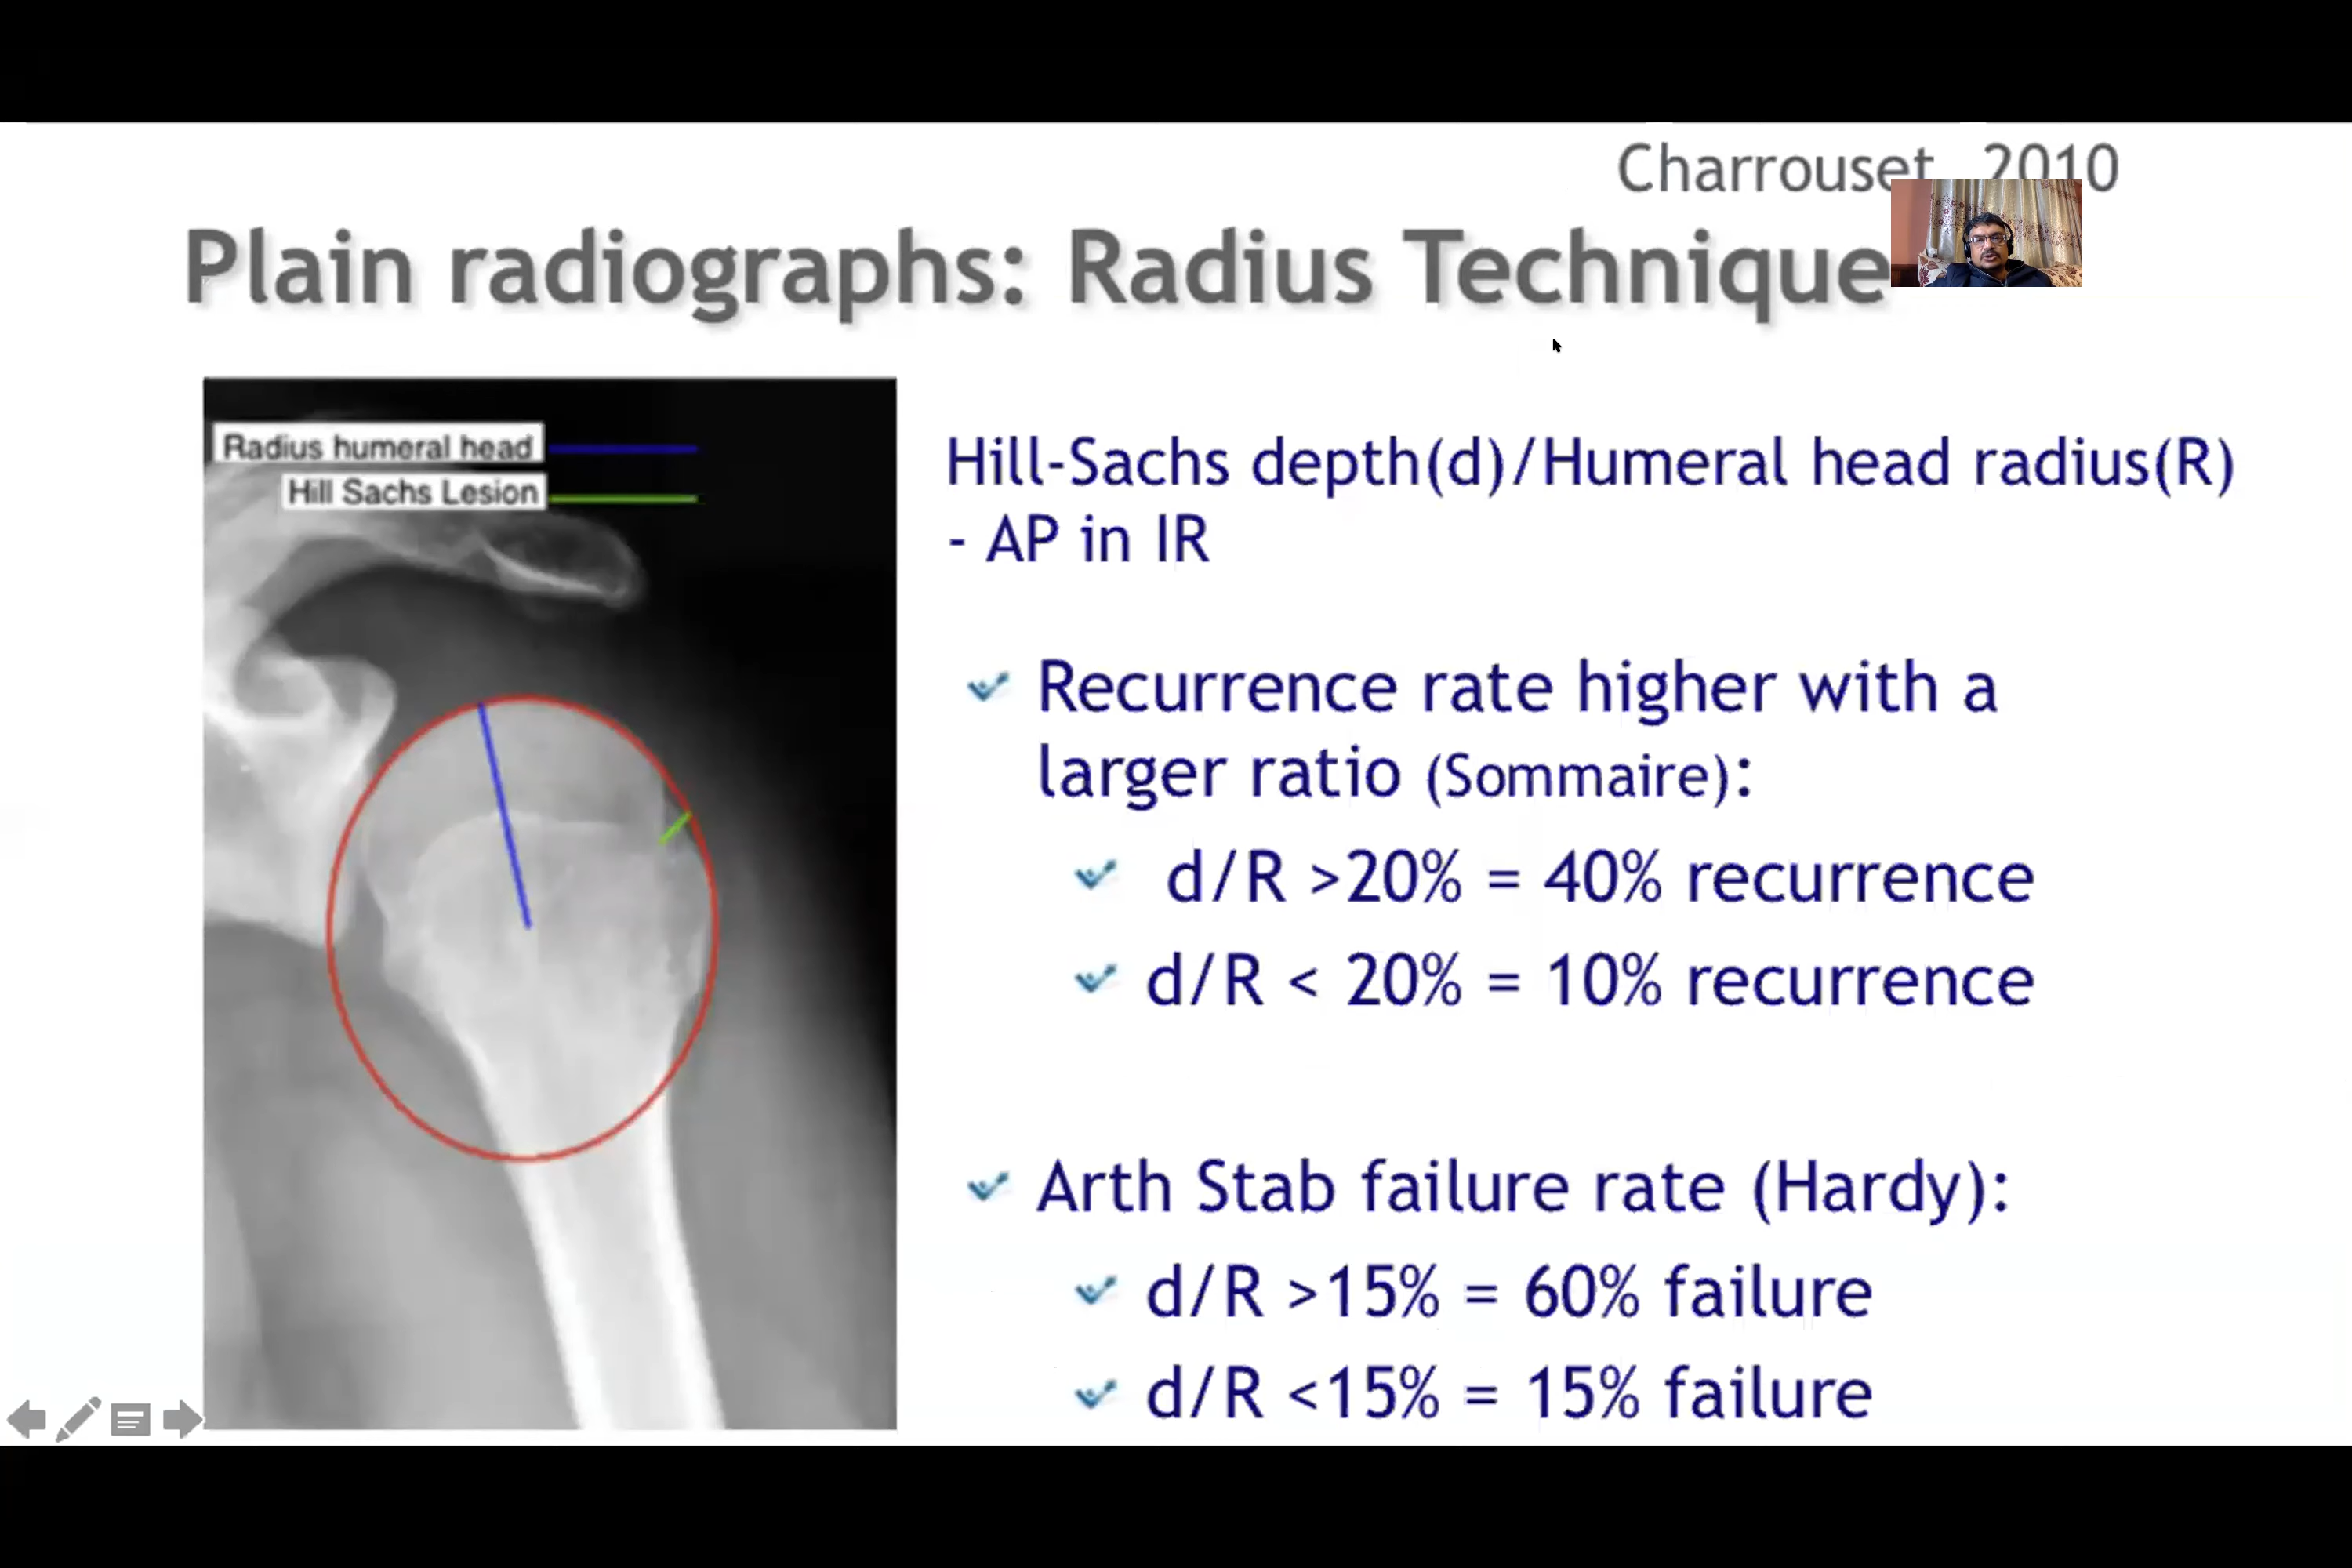 Charrouset 2010
Plain radiographs: Radius Technique
Radius humeral head
Hill Sachs Lesion
Hill-Sachs depth(d)/Humeral head radius(R)
- AP in IR
Recurrence rate higher with a
larger ratio (Sommaire):
d/R >20% = 40% recurrence
d/R < 20% = 10% recurrence
Arth Stab failure rate (Hardy):
d/R >15% = 60% failure
d/R <15% = 15% failure